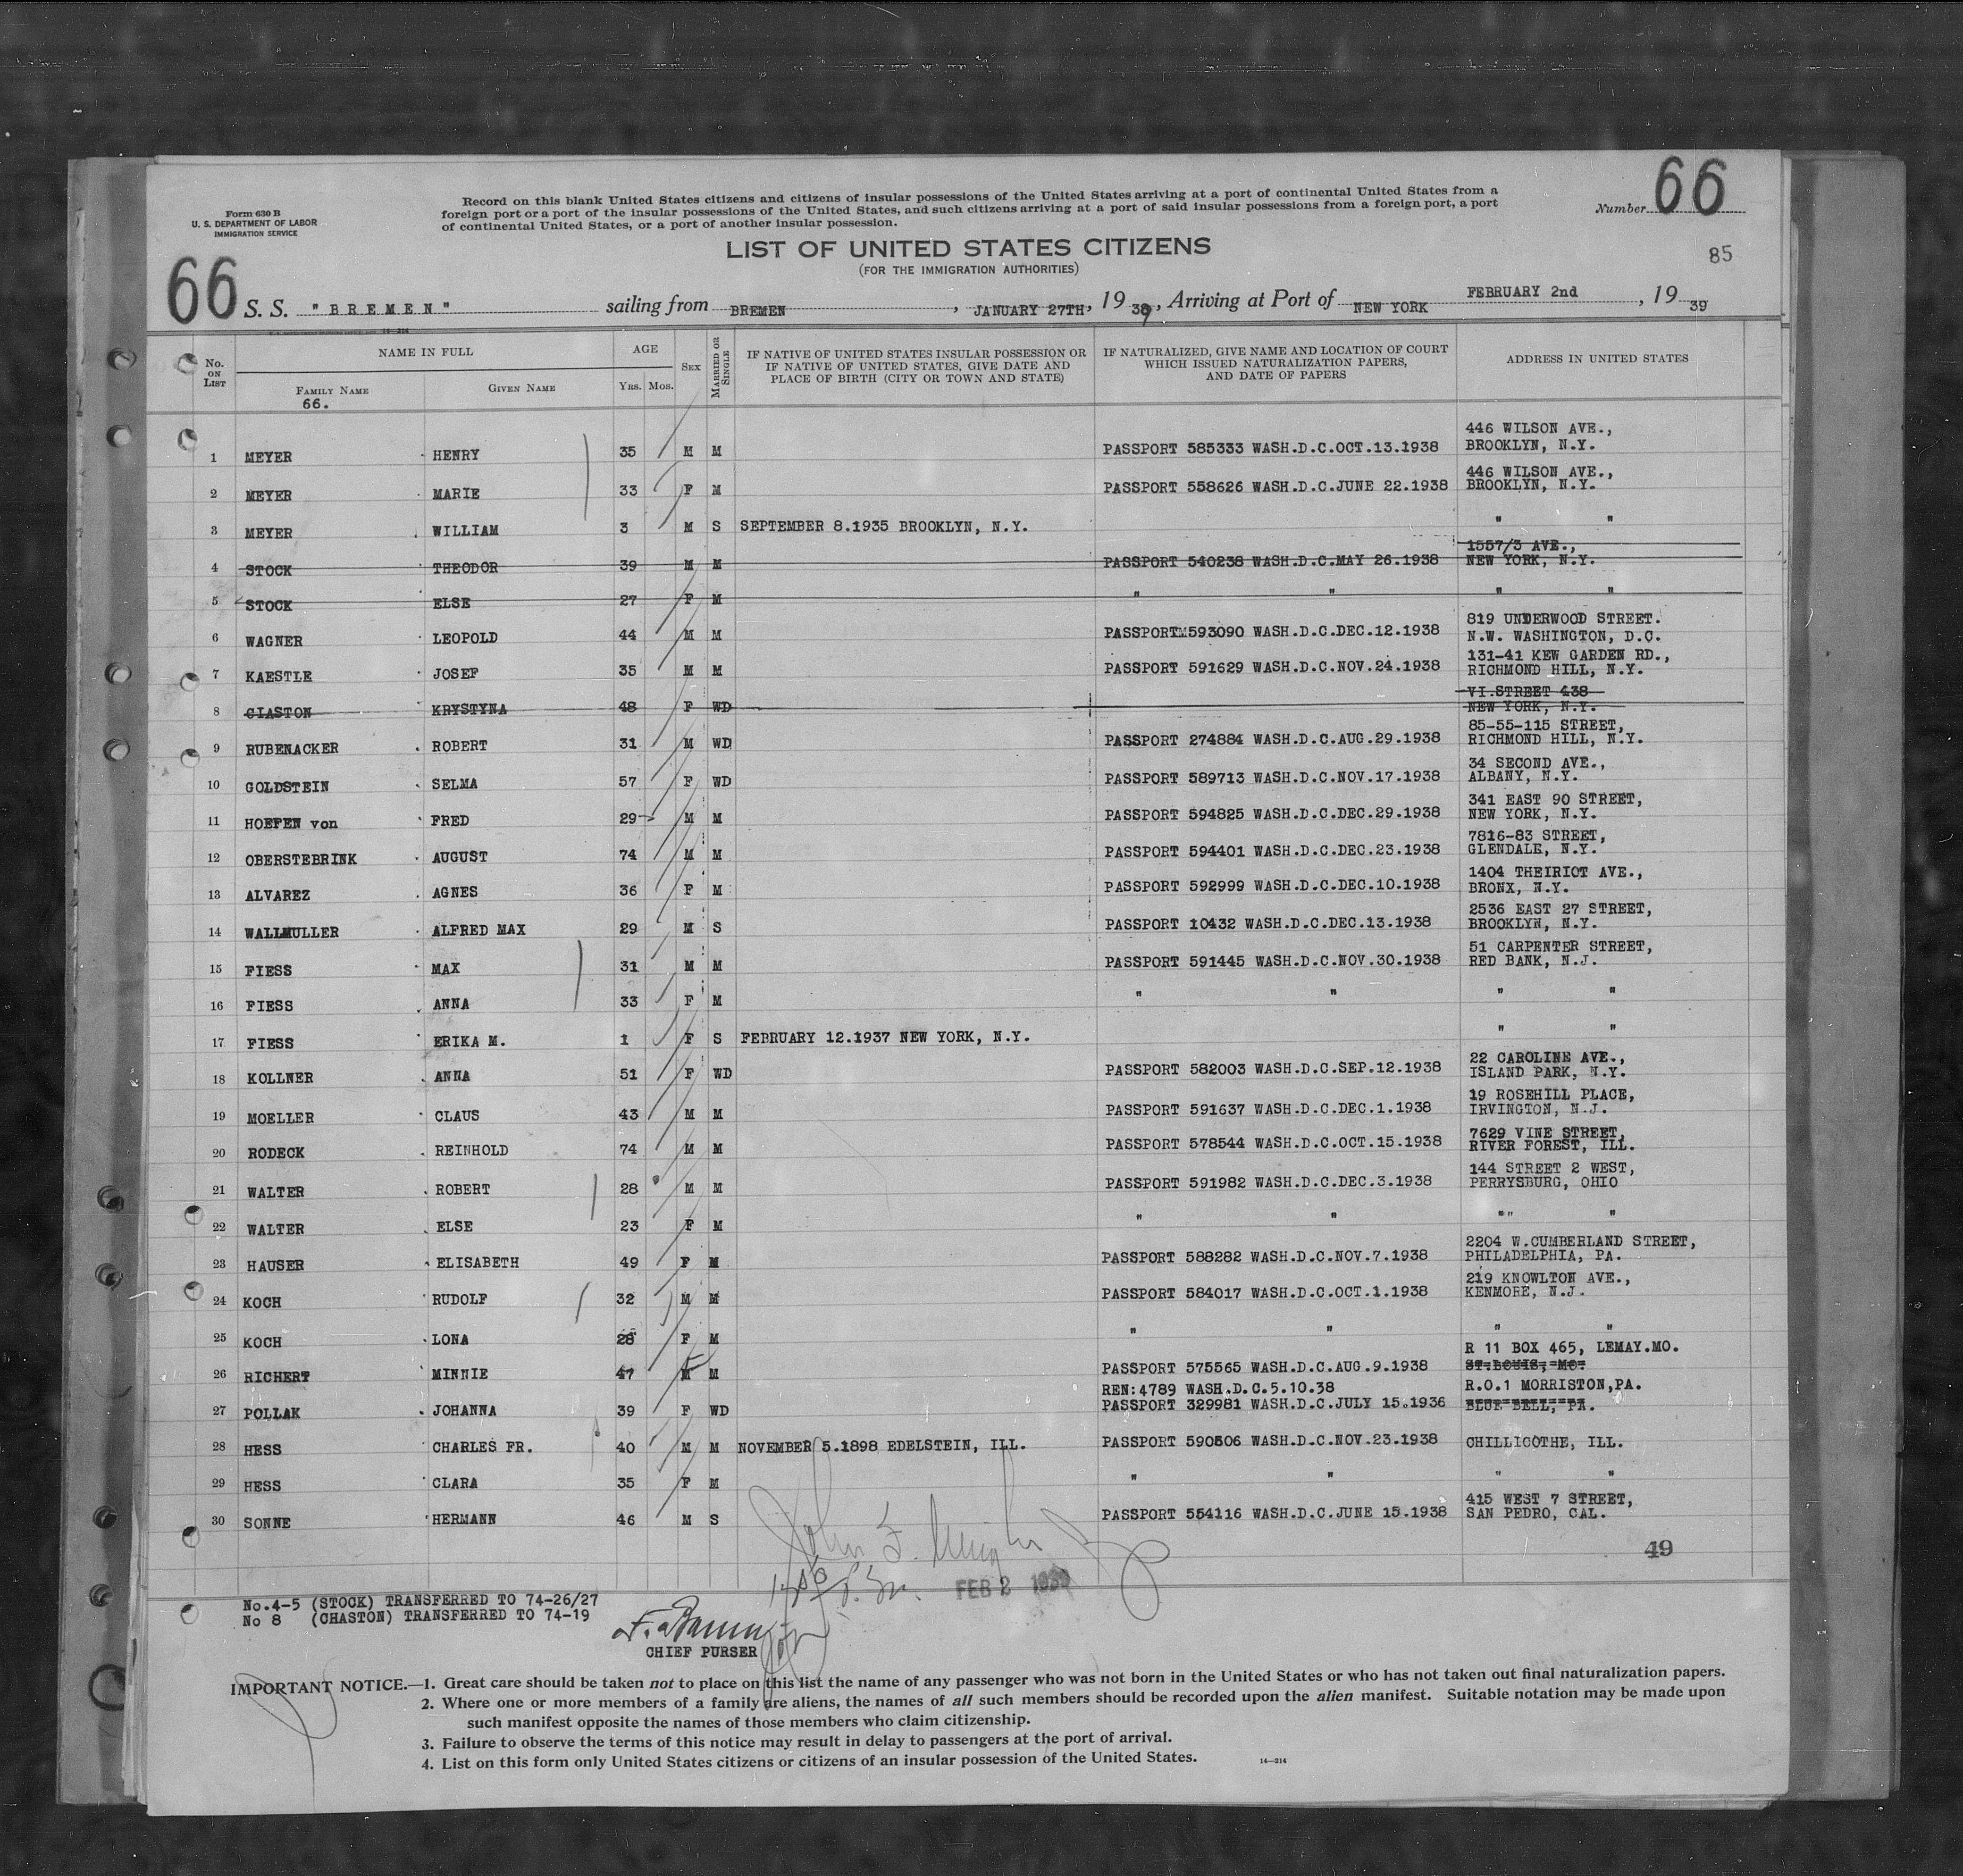 66
Form 630 B
U. S. DEPARTMENT OF LABOR
IMMIGRATION SERVICE
Record on this blank United States citizens and citizens of insular possessions of the United States arriving at a port of continental United States from a
foreign port or a port of the insular possessions of the United States, and such citizens arriving at a port of said insular possessions from a foreign port, a port
of continental United States, or a port of another insular possession.
Number 66
LIST OF UNITED STATES CITIZENS
(FOR THE IMMIGRATION AUTHORITIES)
85
66 S. S. "BREMEN" sailing from BREMEN, JANUARY 27TH, 1939, Arriving at Port of NEW YORK FEBRUARY 2nd, 1939
No. ON LIST NAME IN FULL AGE SEX MARRIED OR SINGLE IF NATIVE OF UNITED STATES INSULAR POSSESSION OR IF NATIVE OF UNITED STATES, GIVE DATE AND PLACE OF BIRTH (CITY OR TOWN AND STATE) IF NATURALIZED, GIVE NAME AND LOCATION OF COURT WHICH ISSUED NATURALIZATION PAPERS, AND DATE OF PAPERS ADDRESS IN UNITED STATES
FAMILY NAME GIVEN NAME YRS. MOS.
66.
1 MEYER HENRY 35 M M PASSPORT 585333 WASH.D.C.OCT.13.1938 446 WILSON AVE., BROOKLYN, N.Y.
2 MEYER MARIE 33 F M PASSPORT 558626 WASH.D.C.JUNE 22.1938 446 WILSON AVE., BROOKLYN, N.Y.
3 MEYER WILLIAM 3 M S SEPTEMBER 8.1935 BROOKLYN, N.Y. " "
4 STOCK THEODOR 39 M M PASSPORT 540238 WASH.D.C.MAY 26.1938 1557/3 AVE., NEW YORK, N.Y.
5 STOCK ELSE 27 F M " " " "
6 WAGNER LEOPOLD 44 M M PASSPORT 593090 WASH.D.C.DEC.12.1938 819 UNDERWOOD STREET. N.W. WASHINGTON, D.C.
7 KAESTLE JOSEF 35 M M PASSPORT 591629 WASH.D.C.NOV.24.1938 131-41 KEW GARDEN RD., RICHMOND HILL, N.Y.
8 CIASTON KRYSTYNA 48 F WD VI.STREET 438 NEW YORK, N.Y.
9 RUBENACKER ROBERT 31 M WD PASSPORT 274884 WASH.D.C.AUG.29.1938 85-55-115 STREET, RICHMOND HILL, N.Y.
10 GOLDSTEIN SELMA 57 F WD PASSPORT 589713 WASH.D.C.NOV.17.1938 34 SECOND AVE., ALBANY, N.Y.
11 HOEFEN von FRED 29 M M PASSPORT 594825 WASH.D.C.DEC.29.1938 341 EAST 90 STREET, NEW YORK, N.Y.
12 OBERSTEBRINK AUGUST 74 M M PASSPORT 594401 WASH.D.C.DEC.23.1938 7816-83 STREET, GLENDALE, N.Y.
13 ALVAREZ AGNES 36 F M PASSPORT 592999 WASH.D.C.DEC.10.1938 1404 THEIRIOT AVE., BRONX, N.Y.
14 WALLMULLER ALFRED MAX 29 M S PASSPORT 10432 WASH.D.C.DEC.13.1938 2536 EAST 27 STREET, BROOKLYN, N.Y.
15 FIESS MAX 31 M M PASSPORT 591445 WASH.D.C.NOV.30.1938 51 CARPENTER STREET, RED BANK, N.J.
16 FIESS ANNA 33 F M " " " "
17 FIESS ERIKA M. 1 F S FEBRUARY 12.1937 NEW YORK, N.Y. " "
18 KOLLNER ANNA 51 F WD PASSPORT 582003 WASH.D.C.SEP.12.1938 22 CAROLINE AVE., ISLAND PARK, N.Y.
19 MOELLER CLAUS 43 M M PASSPORT 591637 WASH.D.C.DEC.1.1938 19 ROSEHILL PLACE, IRVINGTON, N.J.
20 RODECK REINHOLD 74 M M PASSPORT 578544 WASH.D.C.OCT.15.1938 7629 VINE STREET, RIVER FOREST, ILL.
21 WALTER ROBERT 28 M M PASSPORT 591982 WASH.D.C.DEC.3.1938 144 STREET 2 WEST, PERRYSBURG, OHIO
22 WALTER ELSE 23 F M " " " "
23 HAUSER ELISABETH 49 F M PASSPORT 588282 WASH.D.C.NOV.7.1938 2204 W.CUMBERLAND STREET, PHILADELPHIA, PA.
24 KOCH RUDOLF 32 M M PASSPORT 584017 WASH.D.C.OCT.1.1938 219 KNOWLTON AVE., KENMORE, N.J.
25 KOCH LONA 28 F M " " " "
26 RICHERT MINNIE 47 F M PASSPORT 575565 WASH.D.C.AUG.9.1938 R 11 BOX 465, LEMAY.MO. ST.LOUIS, MO.
27 POLLAK JOHANNA 39 F WD REN:4789 WASH.D.C.5.10.38 PASSPORT 329981 WASH.D.C.JULY 15.1936 R.O.1 MORRISTON,PA. BLUE BELL, PA.
28 HESS CHARLES FR. 40 M M NOVEMBER 5.1898 EDELSTEIN, ILL. PASSPORT 590806 WASH.D.C.NOV.23.1938 CHILLICOTHE, ILL.
29 HESS CLARA 35 F M " " " "
30 SONNE HERMANN 46 M S PASSPORT 554116 WASH.D.C.JUNE 15.1938 415 WEST 7 STREET, SAN PEDRO, CAL.
49
John F.
FEB 2 1939
No.4-5 (STOCK) TRANSFERRED TO 74-26/27
No 8 (CHASTON) TRANSFERRED TO 74-19
CHIEF PURSER
IMPORTANT NOTICE.—1. Great care should be taken not to place on this list the name of any passenger who was not born in the United States or who has not taken out final naturalization papers.
2. Where one or more members of a family are aliens, the names of all such members should be recorded upon the alien manifest. Suitable notation may be made upon
such manifest opposite the names of those members who claim citizenship.
3. Failure to observe the terms of this notice may result in delay to passengers at the port of arrival.
4. List on this form only United States citizens or citizens of an insular possession of the United States.
14—214